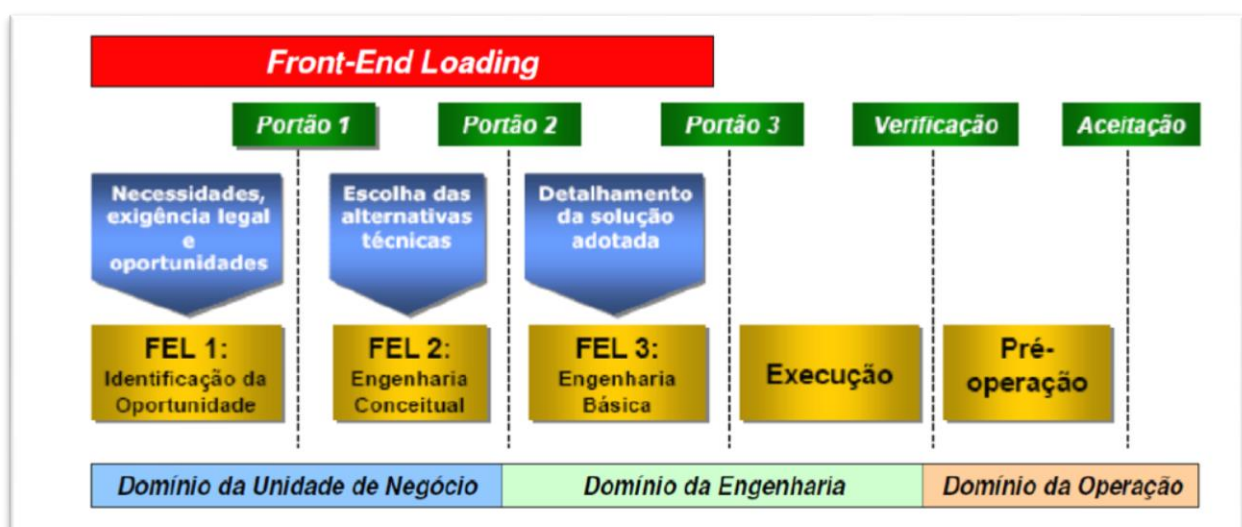 Front-End Loading
Portão 1
Portão 2
Portão 3
Verificação
Aceitação
Necessidades,
exigência legal
e
oportunidades
Escolha das
alternativas
técnicas
Detalhamento
da solução
adotada
FEL 1:
Identificação da
Oportunidade
FEL 2:
Engenharia
Conceitual
FEL 3:
Engenharia
Básica
Execução
Pré-
operação
Domínio da Unidade de Negócio
Domínio da Engenharia
Domínio da Operação